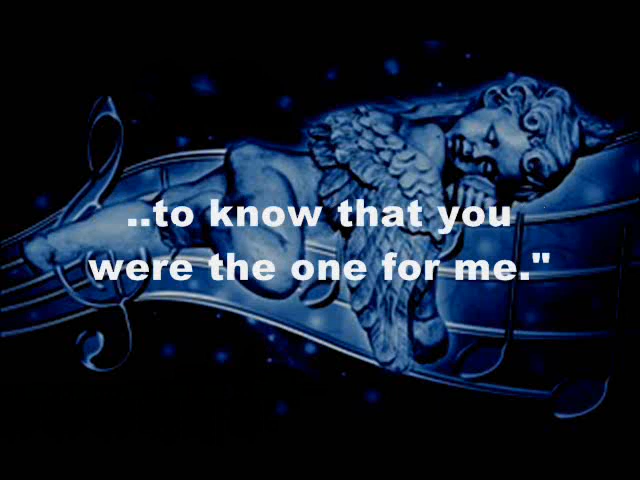 ..to know that you
were the one for me."